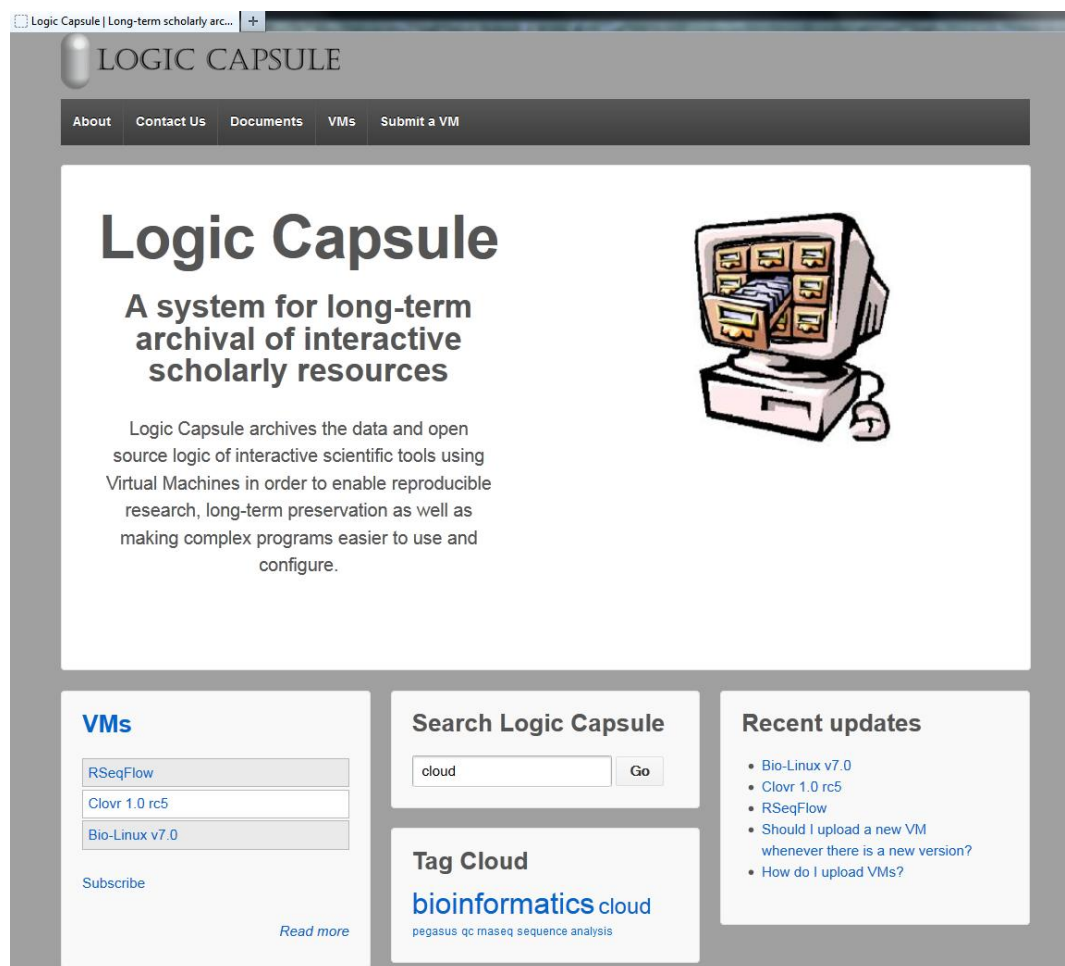 Logic Capsule | Long-term scholarly arc...
+
LOGIC CAPSULE
About Contact Us Documents VMs Submit a VM
Logic Capsule
A system for long-term
archival of interactive
scholarly resources
Logic Capsule archives the data and open
source logic of interactive scientific tools using
Virtual Machines in order to enable reproducible
research, long-term preservation as well as
making complex programs easier to use and
configure.
VMs
RSeqFlow
Clovr 1.0 rc5
Bio-Linux v7.0
Subscribe
Read more
Search Logic Capsule
cloud Go
Tag Cloud
bioinformatics cloud
pegasus qc rnaseq sequence analysis
Recent updates
• Bio-Linux v7.0
• Clovr 1.0 rc5
• RSeqFlow
• Should I upload a new VM
whenever there is a new version?
• How do I upload VMs?